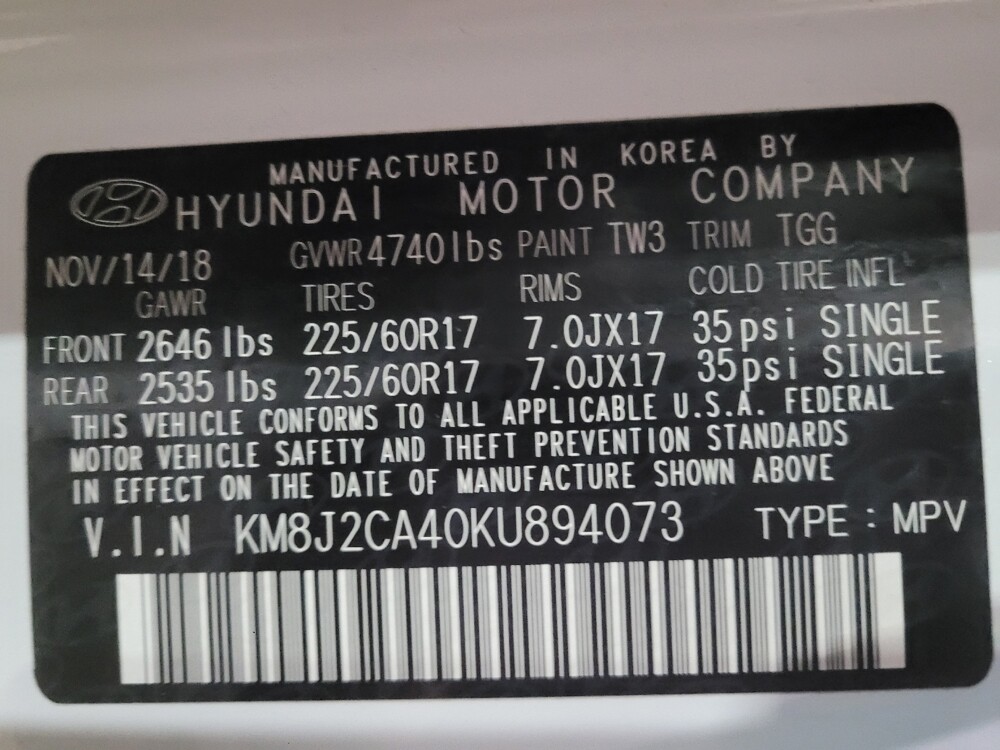 MANUFACTURED IN KOREA BY
HYUNDAI MOTOR COMPANY
NOV/14/18 GVWR 4740lbs PAINT TW3 TRIM TGG
GAWR TIRES RIMS COLD TIRE INFL
FRONT 2646 lbs 225/60R17 7.0JX17 35psi SINGLE
REAR 2535 lbs 225/60R17 7.0JX17 35psi SINGLE
THIS VEHICLE CONFORMS TO ALL APPLICABLE U.S.A. FEDERAL
MOTOR VEHICLE SAFETY AND THEFT PREVENTION STANDARDS
IN EFFECT ON THE DATE OF MANUFACTURE SHOWN ABOVE
V.I.N KM8J2CA40KU894073 TYPE : MPV